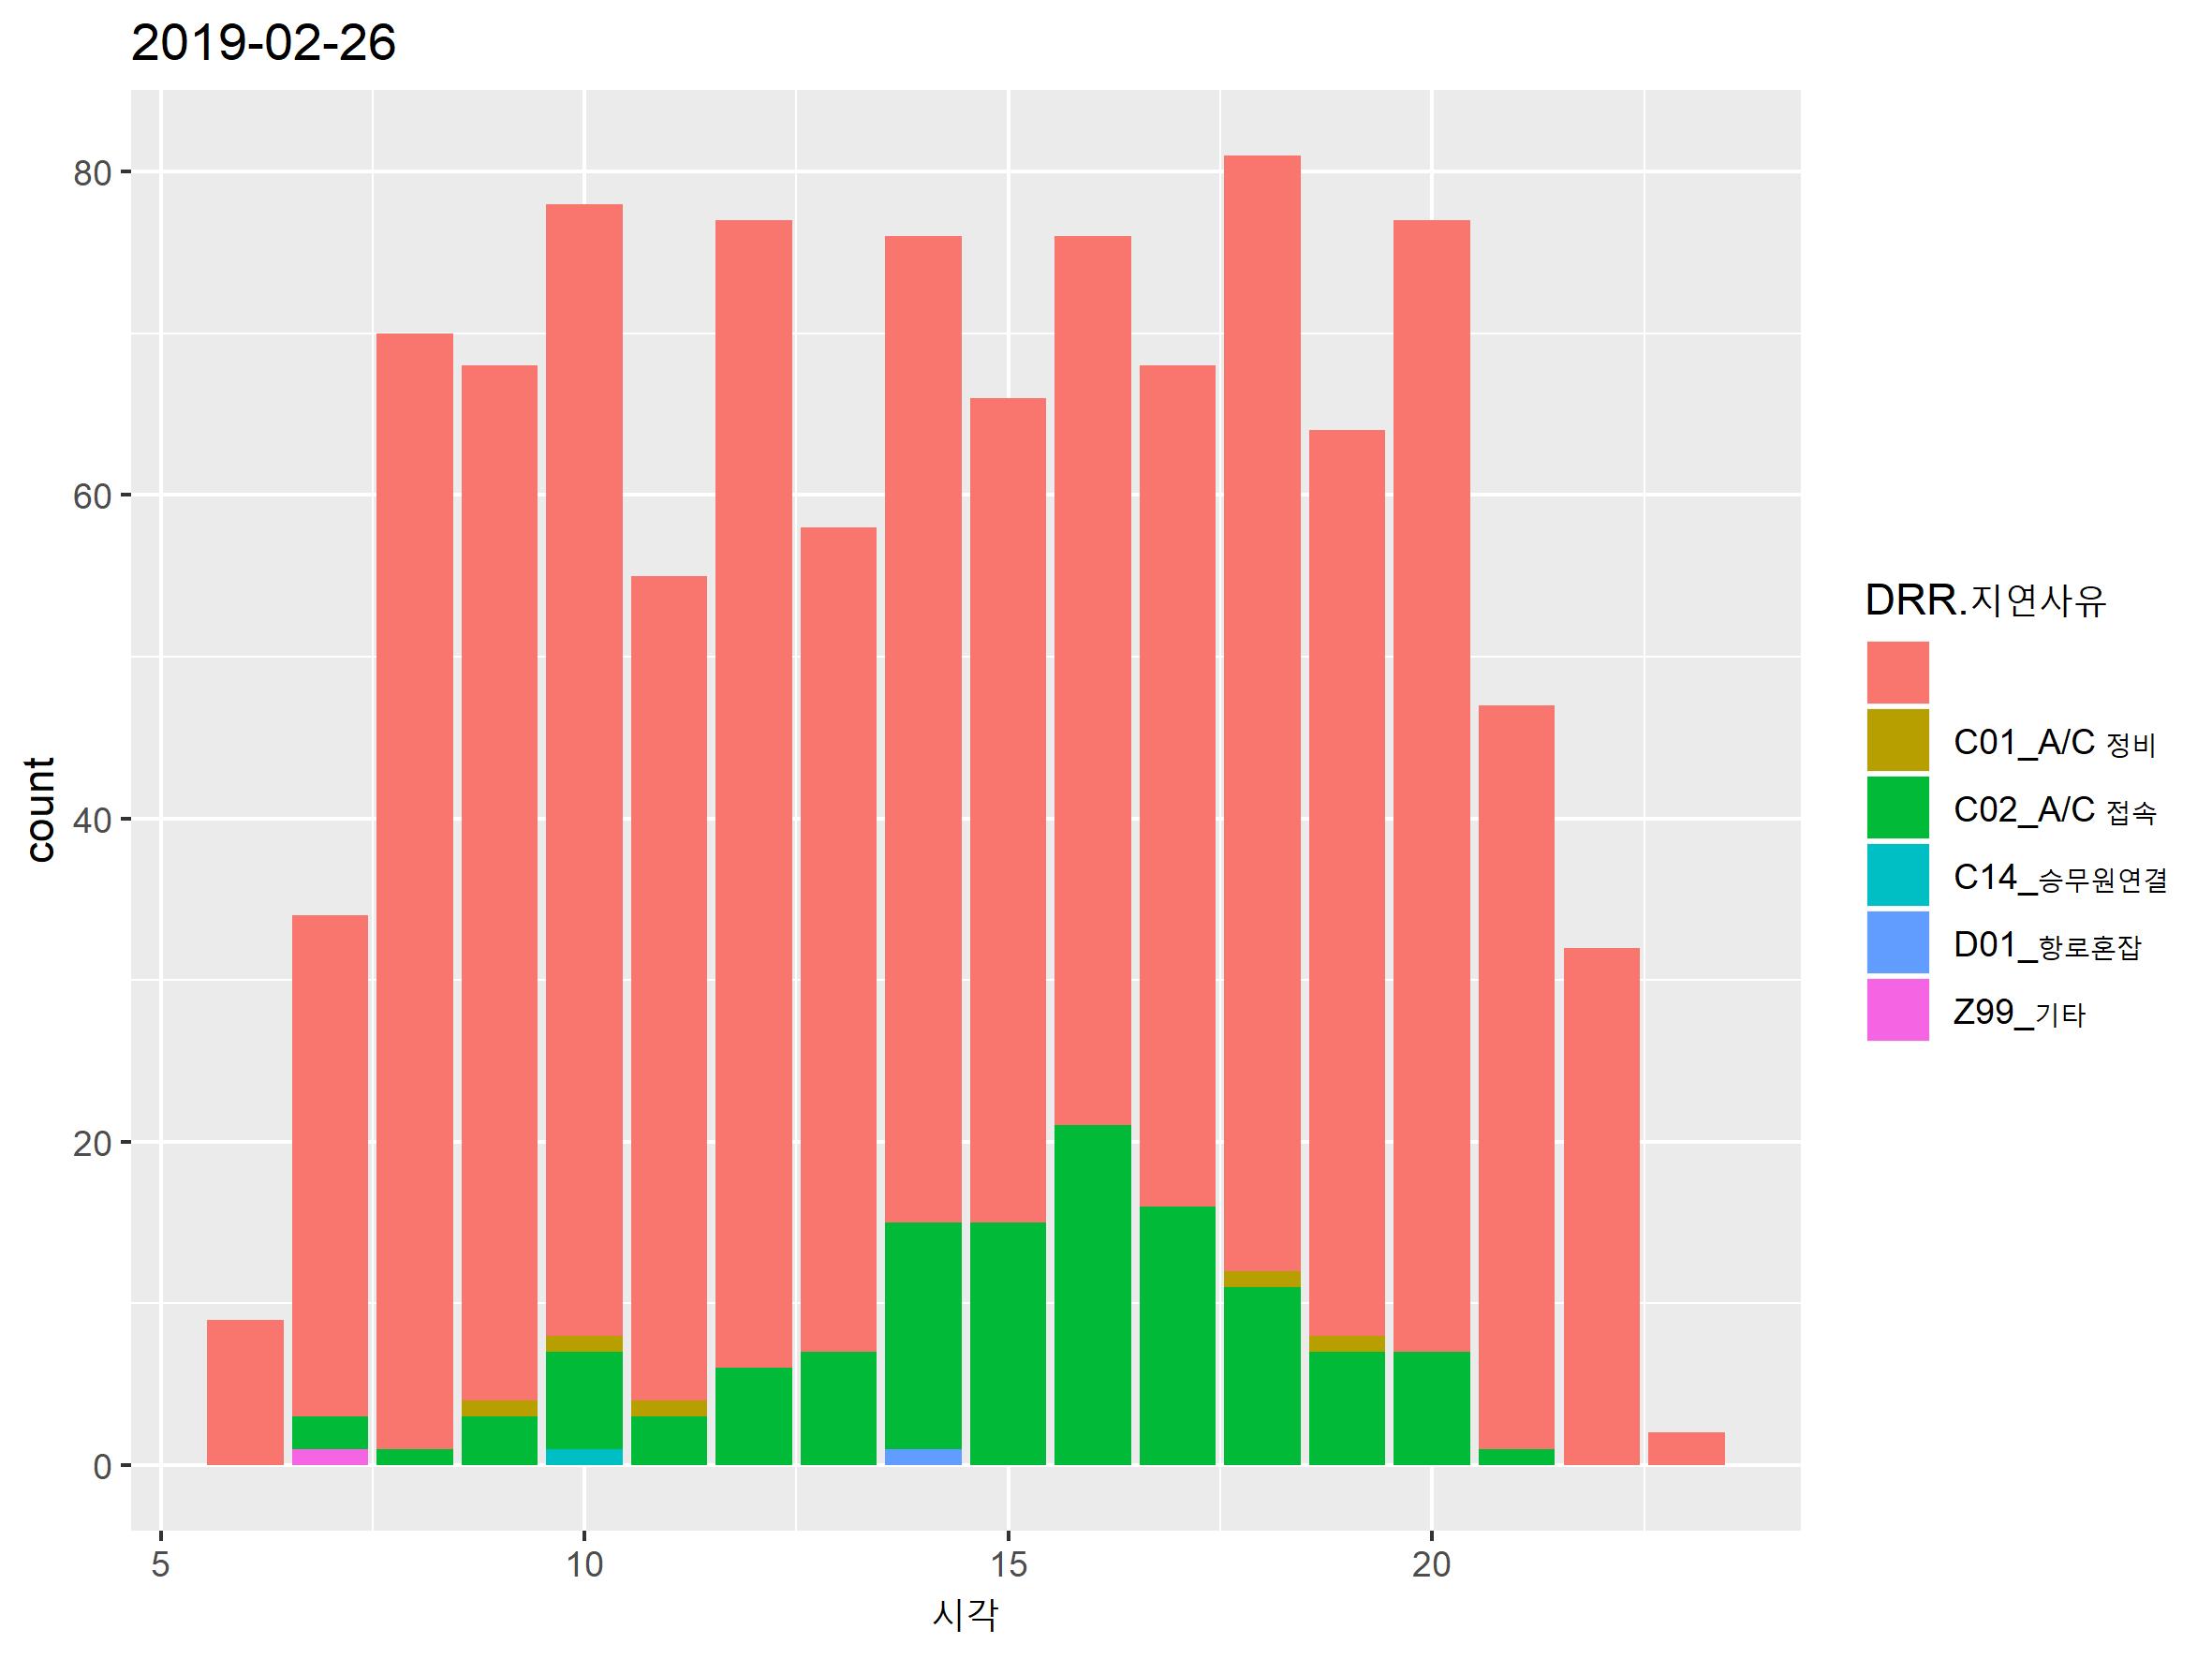 2019-02-26
80
60
40
20
0
count
5 10 15 20
시각
DRR.지연사유
C01_A/C 정비
C02_A/C 접속
C14_승무원연결
D01_항로혼잡
Z99_기타